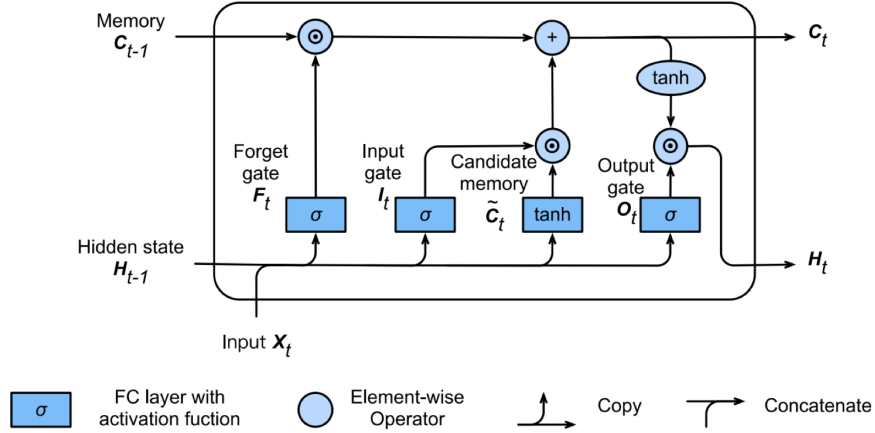 Memory
C_{t-1}
+
C_t
tanh
Forget
gate
F_t
Input
gate
I_t
Candidate
memory
C̃_t
Output
gate
O_t
σ
σ
tanh
σ
Hidden state
H_{t-1}
H_t
Input X_t
σ
FC layer with
activation fuction
Element-wise
Operator
Copy
Concatenate